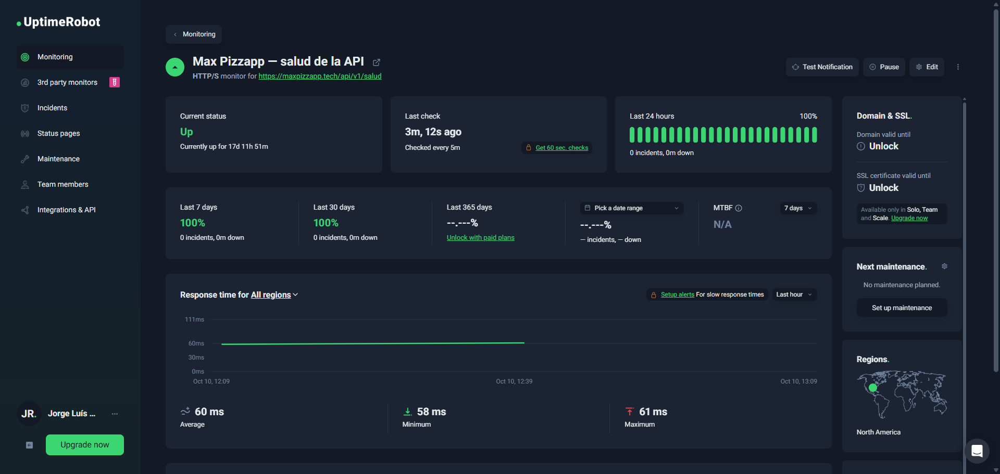 UptimeRobot
Monitoring
3rd party monitors
Incidents
Status pages
Maintenance
Team members
Integrations & API
JR.
Jorge Luís ...
Upgrade now
Monitoring
Max Pizzapp — salud de la API
HTTP/S monitor for https://maxpizzapp.tech/api/v1/salud
Test Notification
Pause
Edit
Current status
Up
Currently up for 17d 11h 51m
Last check
3m, 12s ago
Checked every 5m
Get 60 sec. checks
Last 24 hours
100%
0 incidents, 0m down
Last 7 days
100%
0 incidents, 0m down
Last 30 days
100%
0 incidents, 0m down
Last 365 days
--.---%
Unlock with paid plans
Pick a date range
--.---%
— incidents, — down
MTBF
7 days
N/A
Response time for All regions
Setup alerts For slow response times
Last hour
111ms
60ms
30ms
0ms
Oct 10, 12:09
Oct 10, 12:39
Oct 10, 13:09
60 ms
Average
58 ms
Minimum
61 ms
Maximum
Domain & SSL.
Domain valid until
Unlock
SSL certificate valid until
Unlock
Available only in Solo, Team
and Scale. Upgrade now
Next maintenance.
No maintenance planned.
Set up maintenance
Regions.
North America